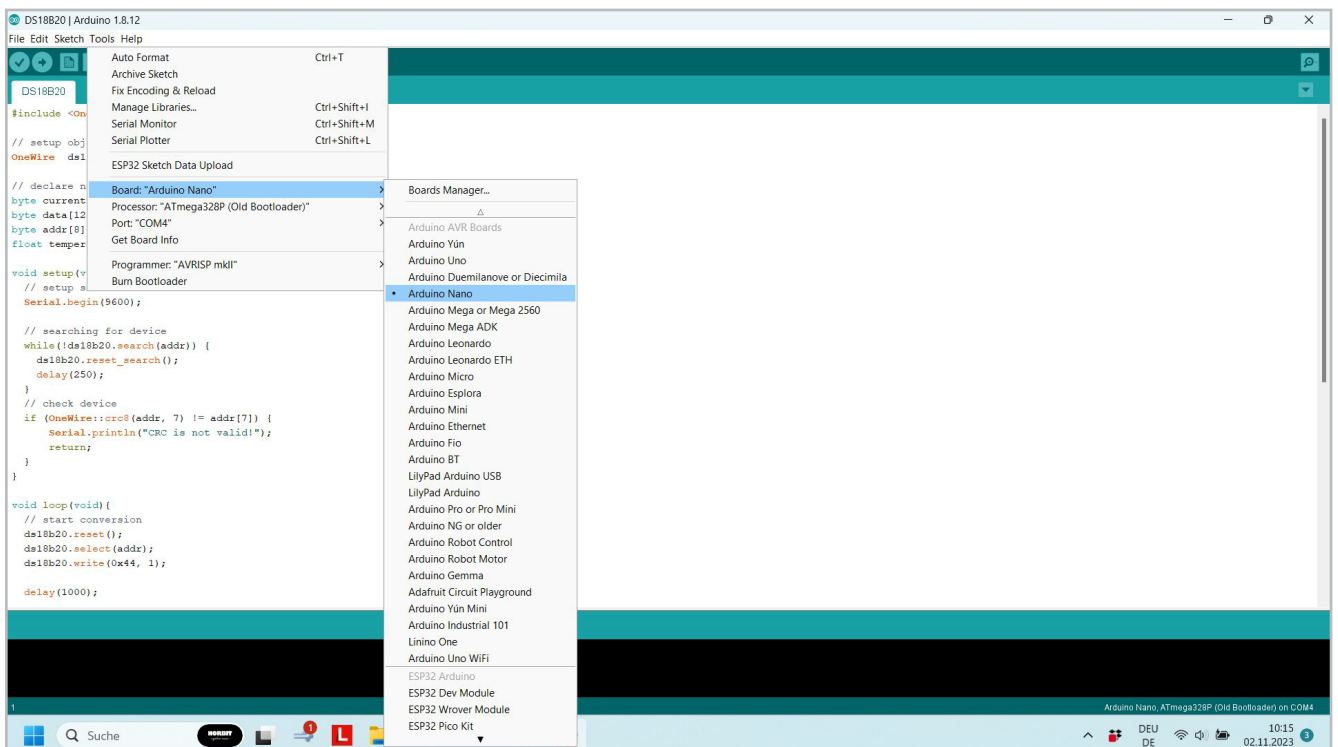 DS18B20 | Arduino 1.8.12
File Edit Sketch Tools Help
DS18B20
Auto Format Ctrl+T
Archive Sketch
Fix Encoding & Reload
Manage Libraries... Ctrl+Shift+I
Serial Monitor Ctrl+Shift+M
Serial Plotter Ctrl+Shift+L
ESP32 Sketch Data Upload
Board: "Arduino Nano"
Processor: "ATmega328P (Old Bootloader)"
Port: "COM4"
Get Board Info
Programmer: "AVRISP mkII"
Burn Bootloader
Boards Manager...
Arduino AVR Boards
Arduino Yún
Arduino Uno
Arduino Duemilanove or Diecimila
Arduino Nano
Arduino Mega or Mega 2560
Arduino Mega ADK
Arduino Leonardo
Arduino Leonardo ETH
Arduino Micro
Arduino Esplora
Arduino Mini
Arduino Ethernet
Arduino Fio
Arduino BT
LilyPad Arduino USB
LilyPad Arduino
Arduino Pro or Pro Mini
Arduino NG or older
Arduino Robot Control
Arduino Robot Motor
Arduino Gemma
Adafruit Circuit Playground
Arduino Yún Mini
Arduino Industrial 101
Linino One
Arduino Uno WiFi
ESP32 Arduino
ESP32 Dev Module
ESP32 Wrover Module
ESP32 Pico Kit
#include <On
// setup obj
OneWire ds1
// declare n
byte current
byte data[12
byte addr[8]
float temper
void setup(v
// setup s
Serial.begin(9600);
// searching for device
while(!ds18b20.search(addr)) {
ds18b20.reset_search();
delay(250);
}
// check device
if (OneWire::crc8(addr, 7) != addr[7]) {
Serial.println("CRC is not valid!");
return;
}
}
void loop(void){
// start conversion
ds18b20.reset();
ds18b20.select(addr);
ds18b20.write(0x44, 1);
delay(1000);
1
Arduino Nano, ATmega328P (Old Bootloader) on COM4
Suche
1
L
DEU
DE
10:15
02.11.2023
3